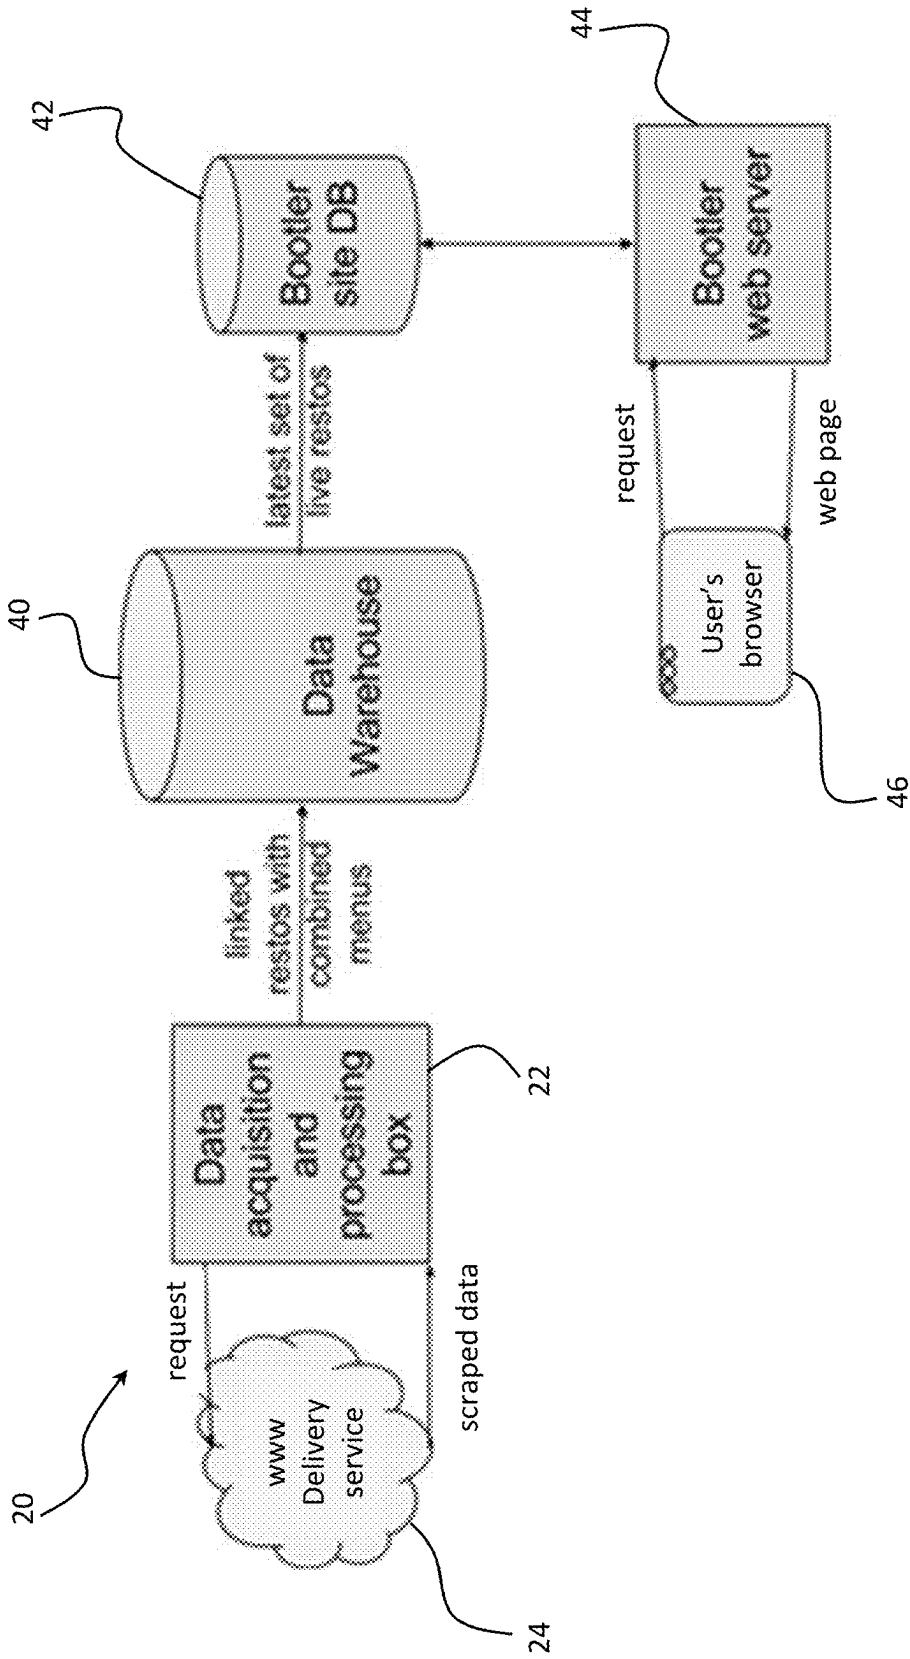 20
request
www
Delivery
service
24
scraped data
Data
acquisition
and
processing
box
22
linked
restos with
combined
menus
40
Data
Warehouse
latest set of
live restos
42
Bootler
site DB
44
Bootler
web server
request
web page
User's
browser
46